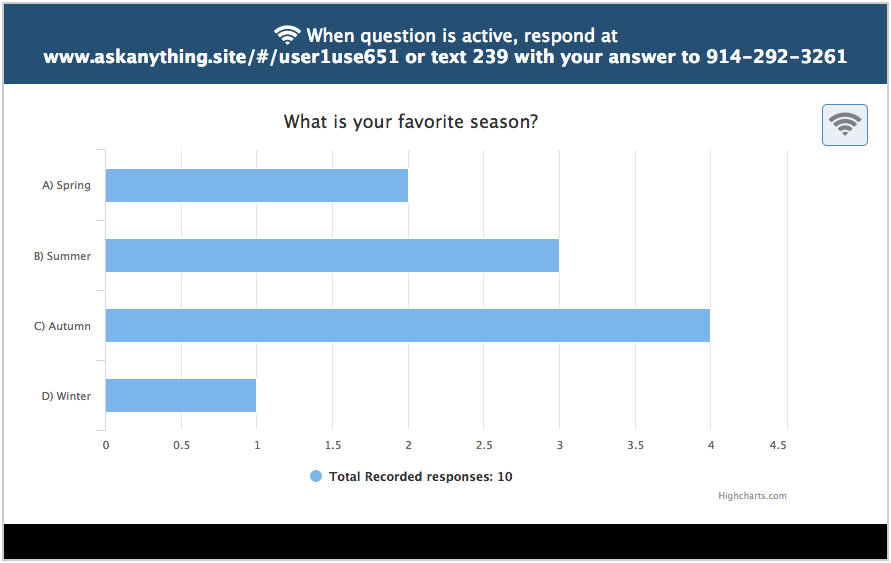 When question is active, respond at
www.askanything.site/#/user1use651 or text 239 with your answer to 914-292-3261
What is your favorite season?
A) Spring
B) Summer
C) Autumn
D) Winter
0 0.5 1 1.5 2 2.5 3 3.5 4 4.5
Total Recorded responses: 10
Highcharts.com